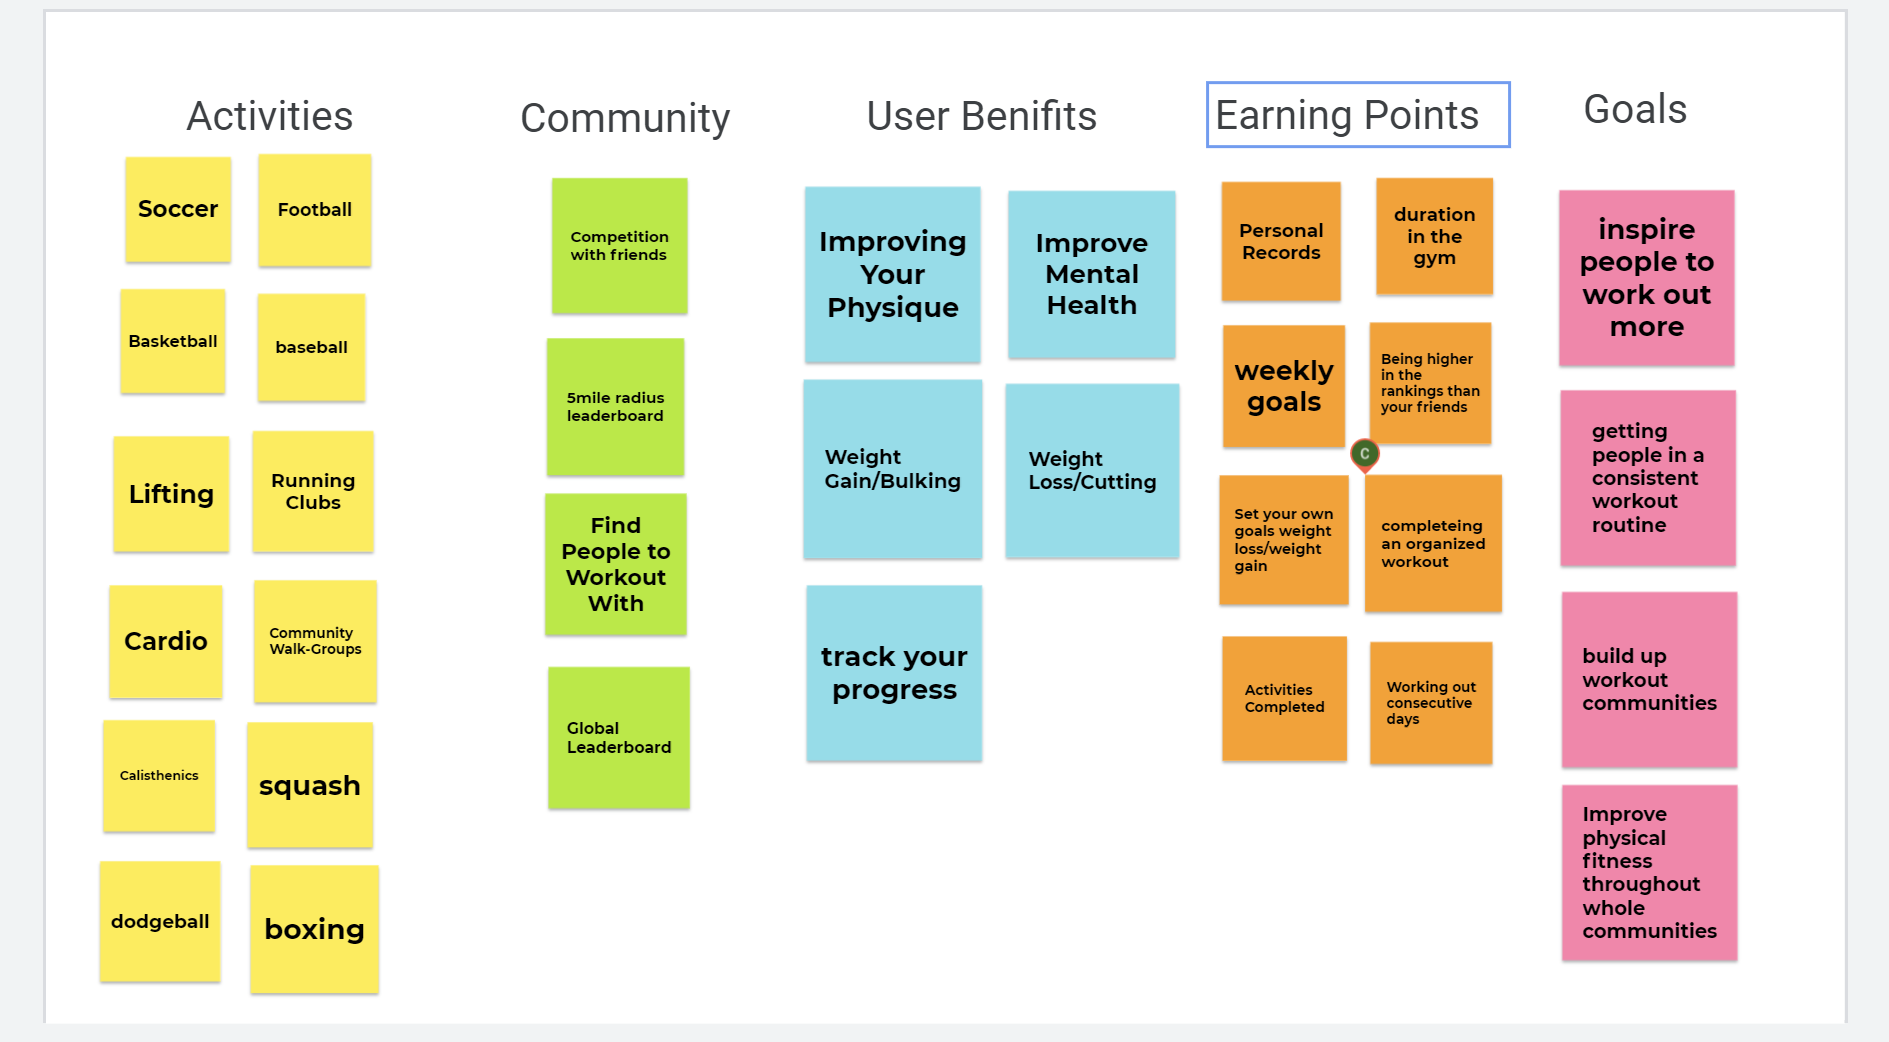 Activities
Soccer
Football
Basketball
baseball
Lifting
Running
Clubs
Cardio
Community
Walk-Groups
Calisthenics
squash
dodgeball
boxing
Community
Competition
with friends
5mile radius
leaderboard
Find
People to
Workout
With
Global
Leaderboard
User Benifits
Improving
Your
Physique
Improve
Mental
Health
Weight
Gain/Bulking
Weight
Loss/Cutting
track your
progress
Earning Points
Personal
Records
duration
in the
gym
weekly
goals
Being higher
in the
rankings than
your friends
C
Set your own
goals weight
loss/weight
gain
completeing
an organized
workout
Activities
Completed
Working out
consecutive
days
Goals
inspire
people to
work out
more
getting
people in a
consistent
workout
routine
build up
workout
communities
Improve
physical
fitness
throughout
whole
communities